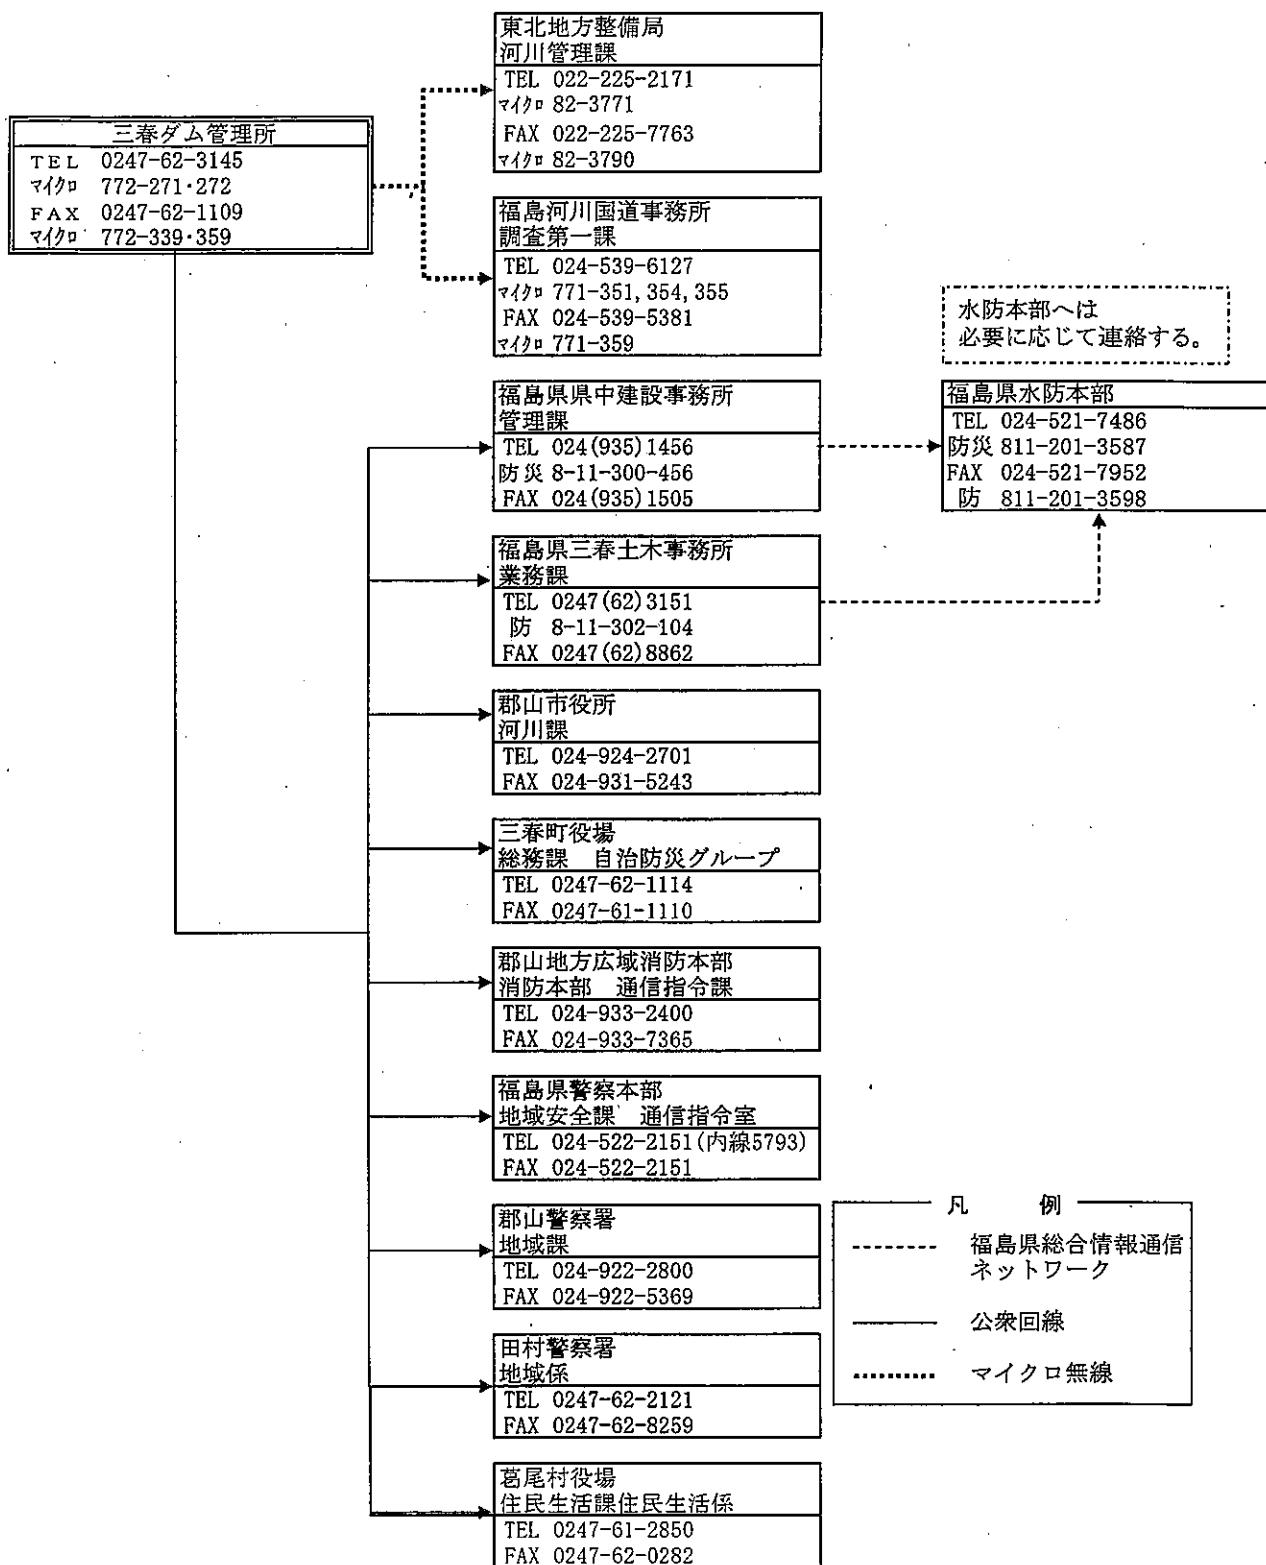 東北地方整備局
河川管理課
TEL 022-225-2171
マイクロ 82-3771
FAX 022-225-7763
マイクロ 82-3790
三春ダム管理所
TEL 0247-62-3145
マイクロ 772-271・272
FAX 0247-62-1109
マイクロ 772-339・359
福島河川国道事務所
調査第一課
TEL 024-539-6127
マイクロ 771-351, 354, 355
FAX 024-539-5381
マイクロ 771-359
水防本部へは
必要に応じて連絡する。
福島県県中建設事務所
管理課
TEL 024(935)1456
防災 8-11-300-456
FAX 024(935)1505
福島県水防本部
TEL 024-521-7486
防災 811-201-3587
FAX 024-521-7952
防 811-201-3598
福島県三春土木事務所
業務課
TEL 0247(62)3151
防 8-11-302-104
FAX 0247(62)8862
郡山市役所
河川課
TEL 024-924-2701
FAX 024-931-5243
三春町役場
総務課 自治防災グループ
TEL 0247-62-1114
FAX 0247-61-1110
郡山地方広域消防本部
消防本部 通信指令課
TEL 024-933-2400
FAX 024-933-7365
福島県警察本部
地域安全課 通信指令室
TEL 024-522-2151(内線5793)
FAX 024-522-2151
郡山警察署
地域課
TEL 024-922-2800
FAX 024-922-5369
田村警察署
地域係
TEL 0247-62-2121
FAX 0247-62-8259
葛尾村役場
住民生活課住民生活係
TEL 0247-61-2850
FAX 0247-62-0282
凡 例
福島県総合情報通信
ネットワーク
公衆回線
マイクロ無線